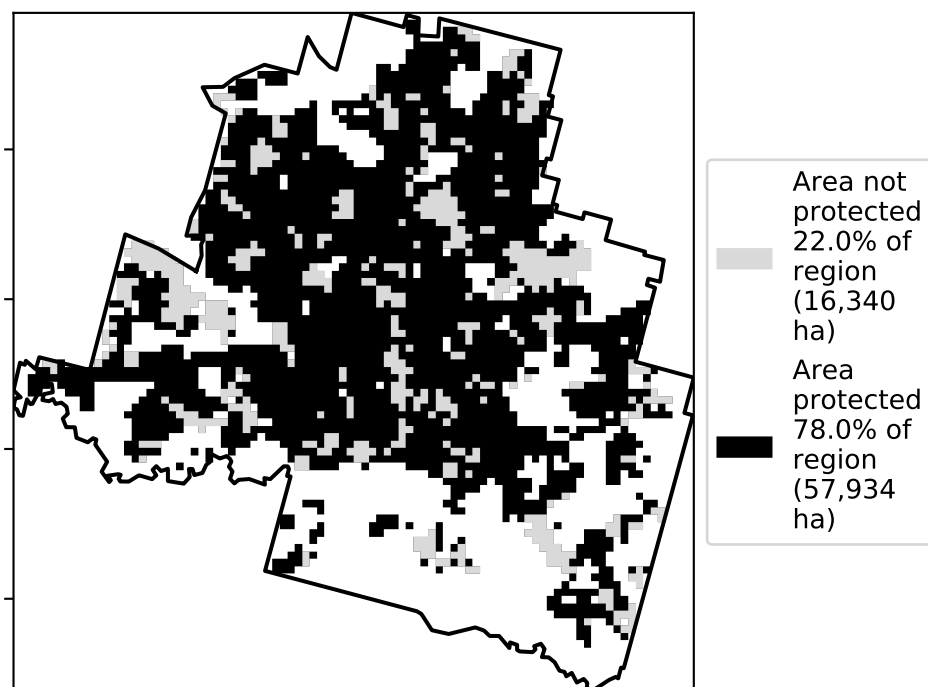 Area not
protected
22.0% of
region
(16,340
ha)
Area
protected
78.0% of
region
(57,934
ha)